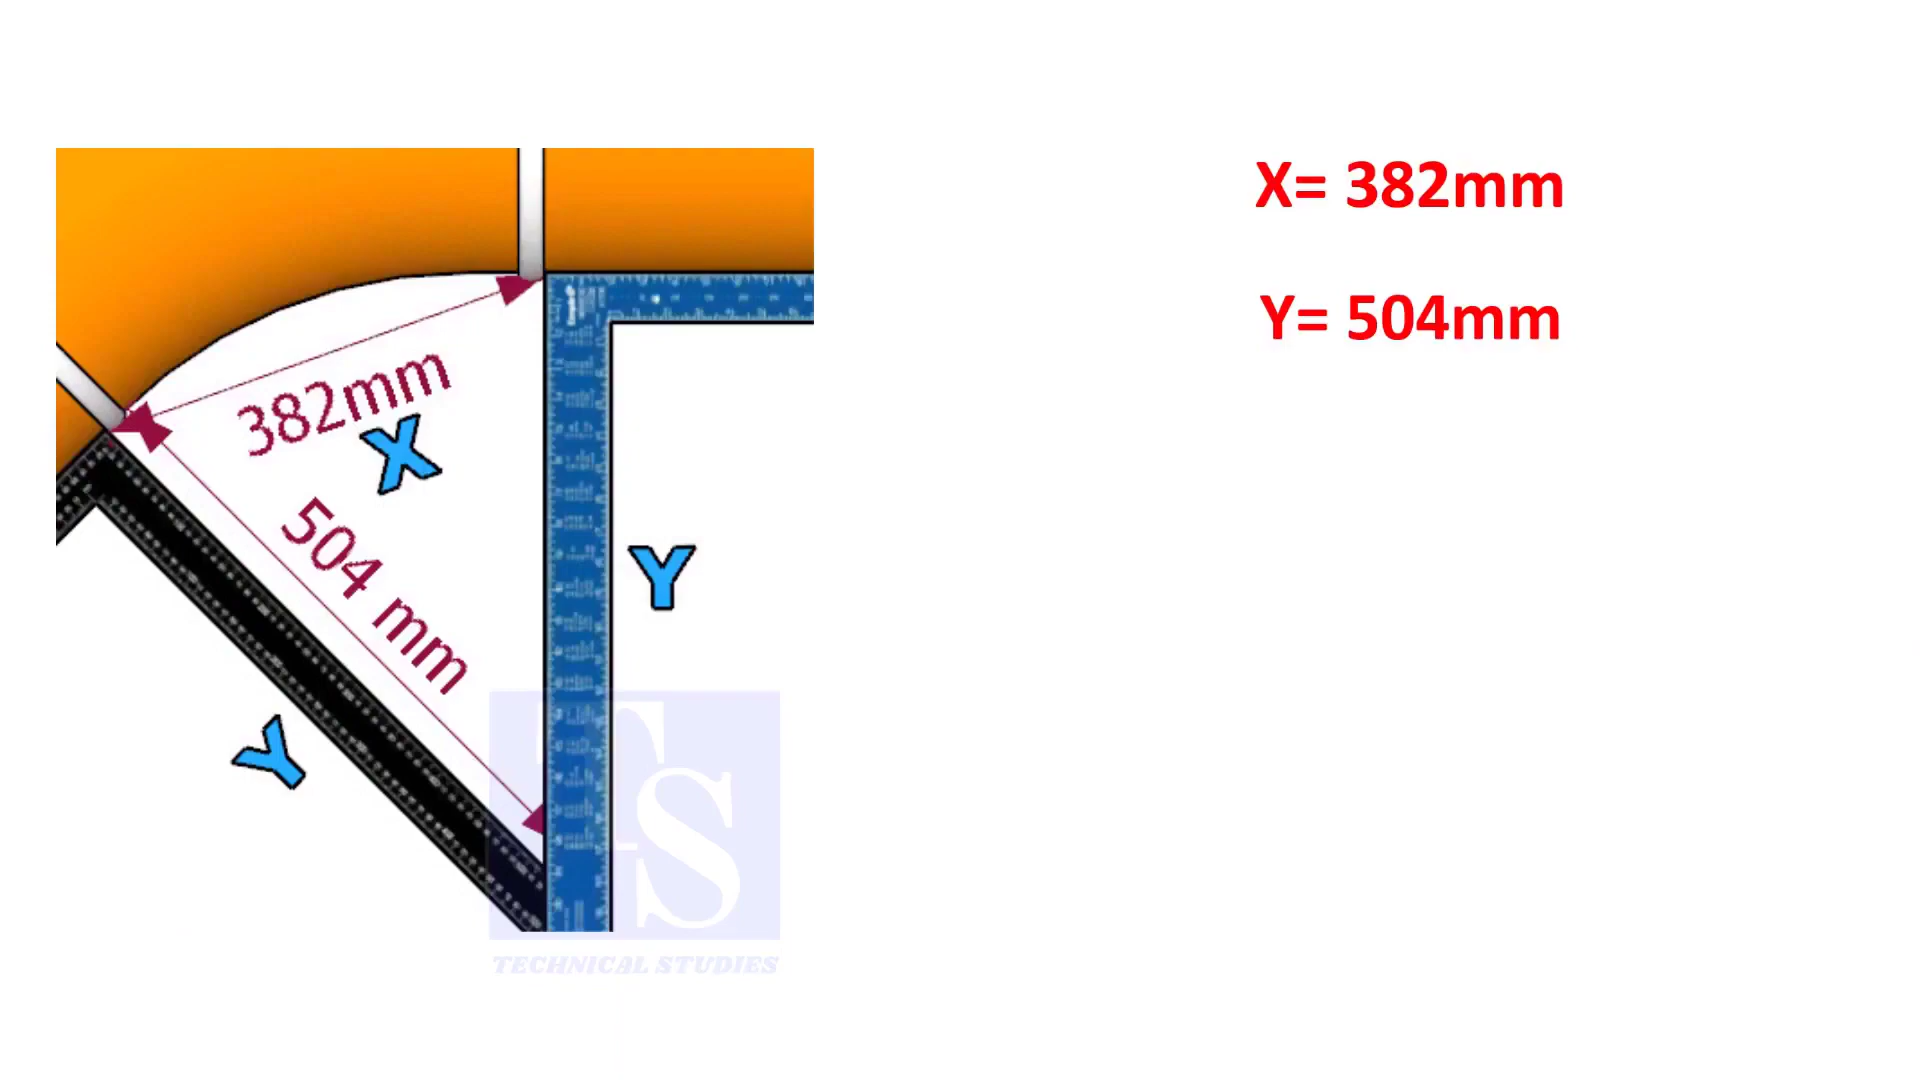 X= 382mm
Y= 504mm
382mm
X
504 mm
Y
Y
TS
TECHNICAL STUDIES